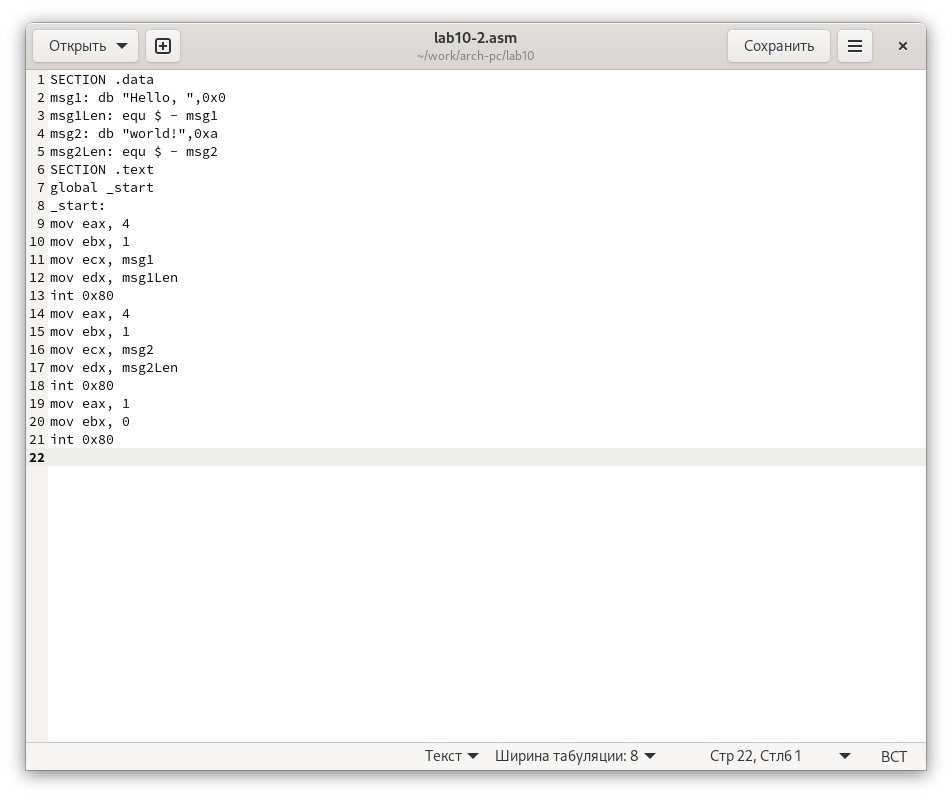 Открыть
lab10-2.asm
~/work/arch-pc/lab10
Сохранить
1 SECTION .data
2 msg1: db "Hello, ",0x0
3 msg1Len: equ $ - msg1
4 msg2: db "world!",0xa
5 msg2Len: equ $ - msg2
6 SECTION .text
7 global _start
8 _start:
9 mov eax, 4
10 mov ebx, 1
11 mov ecx, msg1
12 mov edx, msg1Len
13 int 0x80
14 mov eax, 4
15 mov ebx, 1
16 mov ecx, msg2
17 mov edx, msg2Len
18 int 0x80
19 mov eax, 1
20 mov ebx, 0
21 int 0x80
22
Текст Ширина табуляции: 8 Стр 22, Стлб 1 ВСТ